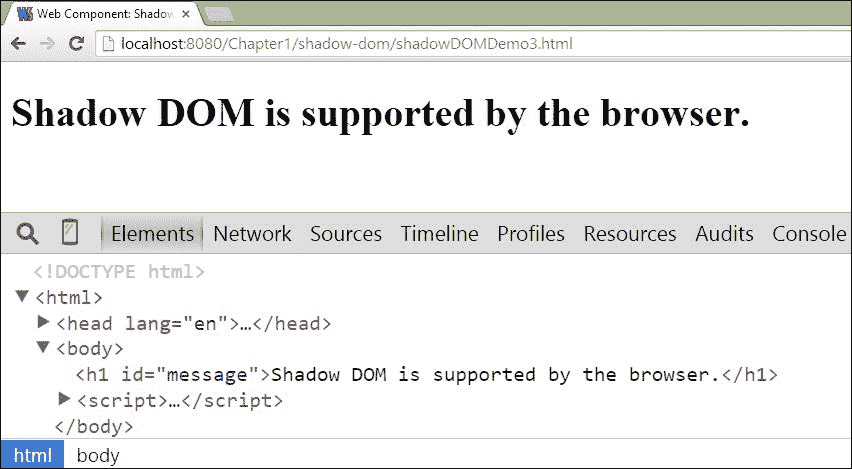 Web Component: Shadow
localhost:8080/Chapter1/shadow-dom/shadowDOMDemo3.html
Shadow DOM is supported by the browser.
Elements Network Sources Timeline Profiles Resources Audits Console
<!DOCTYPE html>
<html>
<head lang="en">…</head>
<body>
<h1 id="message">Shadow DOM is supported by the browser.</h1>
<script>…</script>
</body>
html body